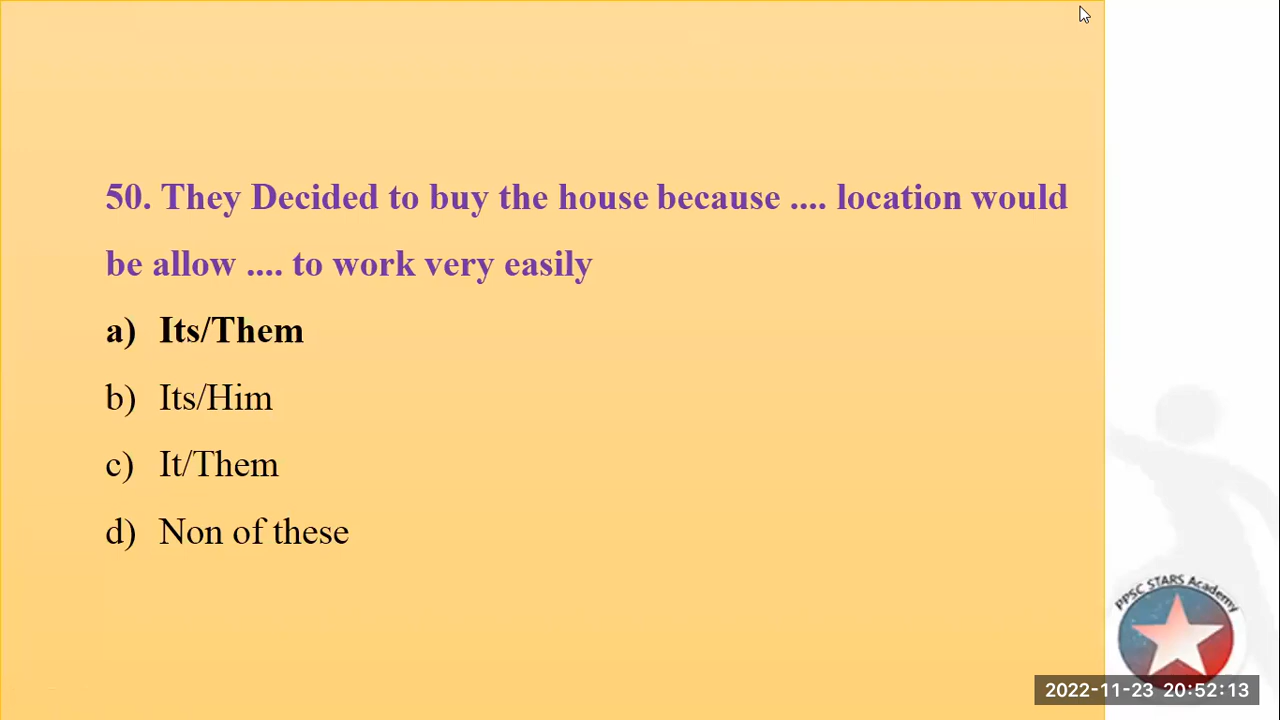 50. They Decided to buy the house because .... location would
be allow .... to work very easily
a) Its/Them
b) Its/Him
c) It/Them
d) Non of these
PPSC STARS Academy
2022-11-23 20:52:13